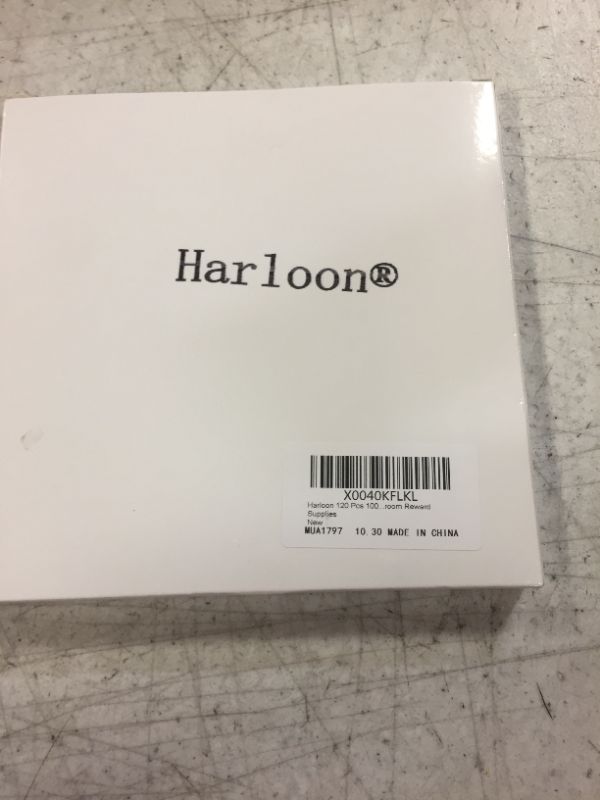 Harloon®
X0040KFLKL
Harloon 120 Pcs 100...room Reward
Supplies
New
MUA1797 10.30 MADE IN CHINA